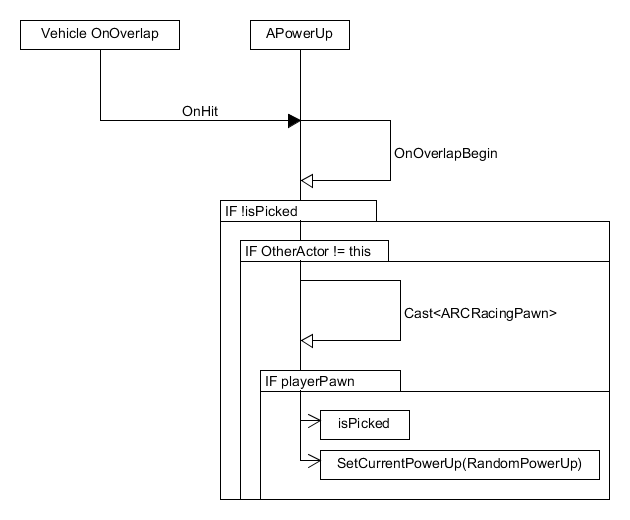 Vehicle OnOverlap
APowerUp
OnHit
OnOverlapBegin
IF !isPicked
IF OtherActor != this
Cast<ARCRacingPawn>
IF playerPawn
isPicked
SetCurrentPowerUp(RandomPowerUp)